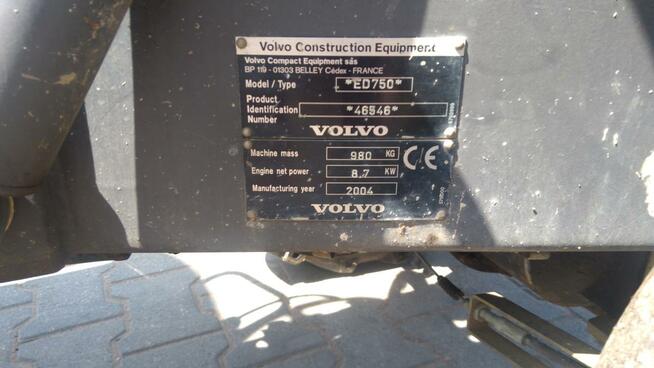 Volvo Construction Equipment
Volvo Compact Equipment sas
BP 119 - 01303 BELLEY Cédex - FRANCE
Model / Type *ED750*
Product
Identification *46546*
Number
VOLVO
Machine mass 980 KG
Engine net power 8.7 KW
Manufacturing year 2004
CE
VOLVO